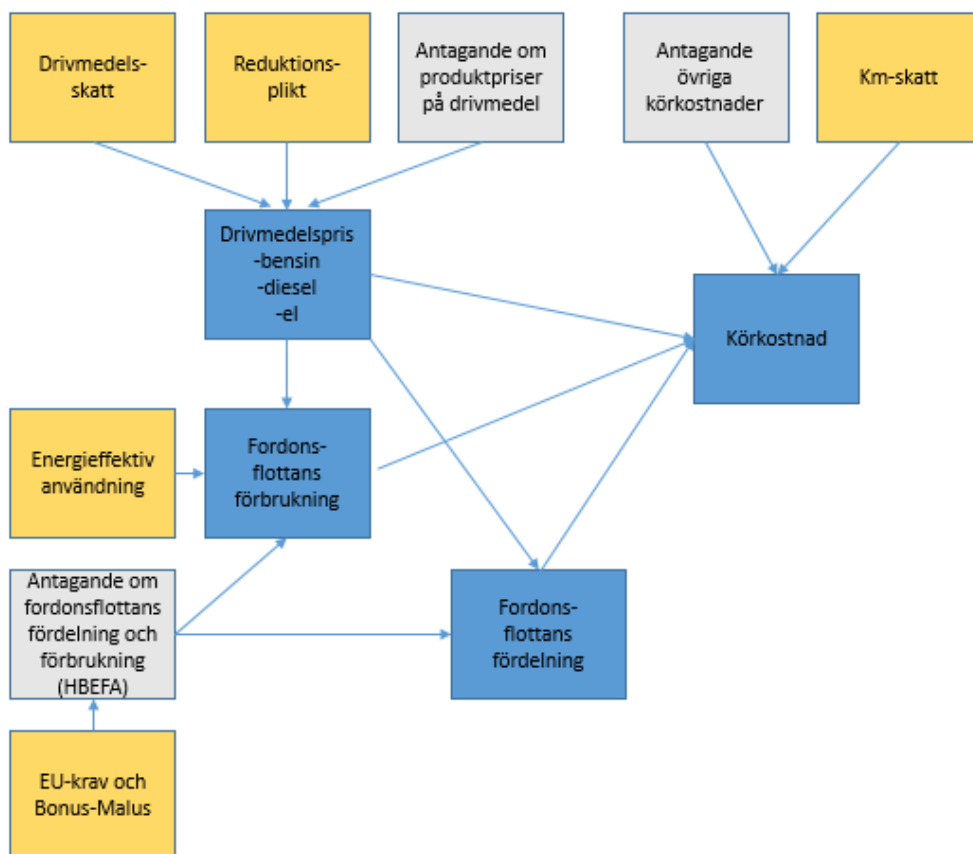 Drivmedels-
skatt
Reduktions-
plikt
Antagande om
produktpriser
på drivmedel
Antagande
övriga
körkostnader
Km-skatt
Drivmedelspris
-bensin
-diesel
-el
Körkostnad
Energieffektiv
användning
Fordons-
flottans
förbrukning
Antagande om
fordonsflottans
fördelning och
förbrukning
(HBEFA)
Fordons-
flottans
fördelning
EU-krav och
Bonus-Malus